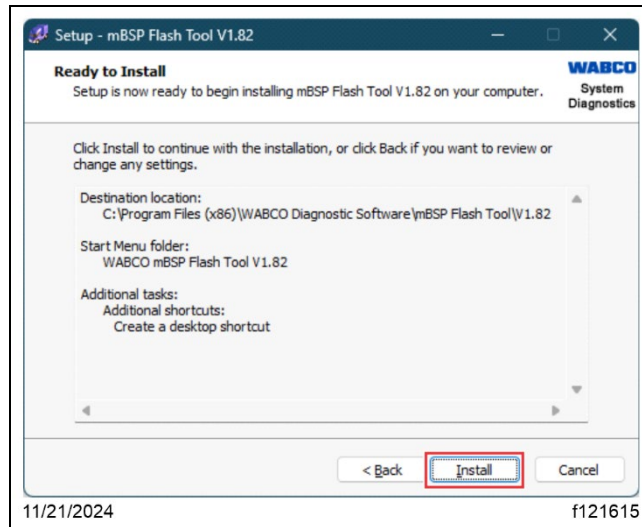 Setup - mBSP Flash Tool V1.82
Ready to Install
Setup is now ready to begin installing mBSP Flash Tool V1.82 on your computer.
WABCO
System
Diagnostics
Click Install to continue with the installation, or click Back if you want to review or
change any settings.
Destination location:
C:\Program Files (x86)\WABCO Diagnostic Software\mBSP Flash Tool\V1.82
Start Menu folder:
WABCO mBSP Flash Tool V1.82
Additional tasks:
Additional shortcuts:
Create a desktop shortcut
< Back Install Cancel
11/21/2024 f121615